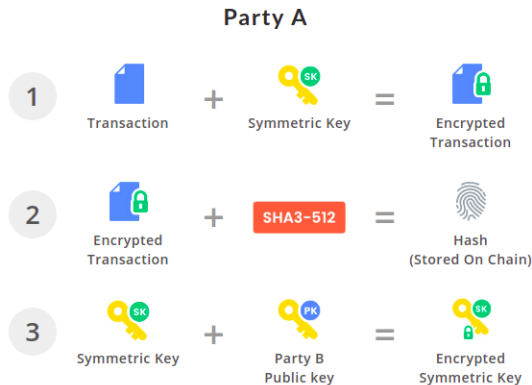 Party A
1
SK
Transaction
+
Symmetric Key
=
Encrypted
Transaction
2
Encrypted
Transaction
+
SHA3-512
=
Hash
(Stored On Chain)
3
SK
Symmetric Key
+
PK
Party B
Public key
=
SK
Encrypted
Symmetric Key